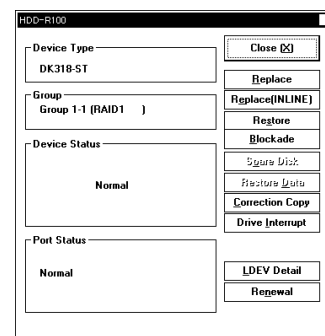 HDD-R100
Device Type
DK318-ST
Group
Group 1-1 (RAID1 )
Device Status
Normal
Port Status
Normal
Close (X)
Replace
Replace(INLINE)
Restore
Blockade
Spare Disk
Restore Data
Correction Copy
Drive Interrupt
LDEV Detail
Renewal